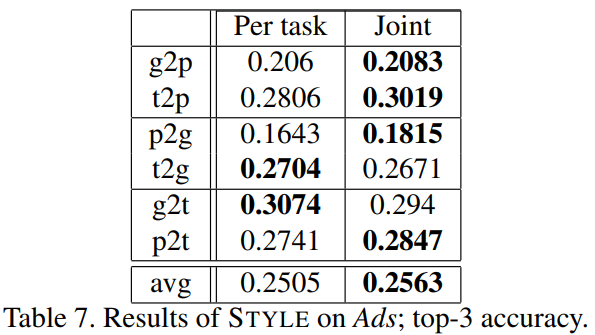 Per task Joint
g2p 0.206 0.2083
t2p 0.2806 0.3019
p2g 0.1643 0.1815
t2g 0.2704 0.2671
g2t 0.3074 0.294
p2t 0.2741 0.2847
avg 0.2505 0.2563
Table 7. Results of STYLE on Ads; top-3 accuracy.